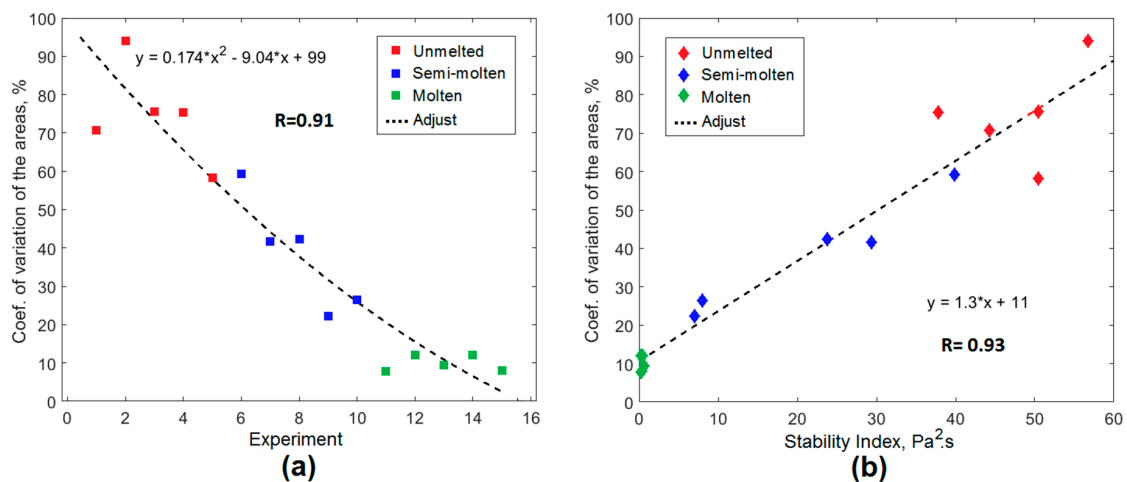 Coef. of variation of the areas, %
100
90
80
70
60
50
40
30
20
10
0
y = 0.174*x² - 9.04*x + 99
R=0.91
Unmelted
Semi-molten
Molten
Adjust
0 2 4 6 8 10 12 14 16
Experiment
(a)
Coef. of variation of the areas, %
100
90
80
70
60
50
40
30
20
10
0
Unmelted
Semi-molten
Molten
Adjust
y = 1.3*x + 11
R= 0.93
0 10 20 30 40 50 60
Stability Index, Pa².s
(b)